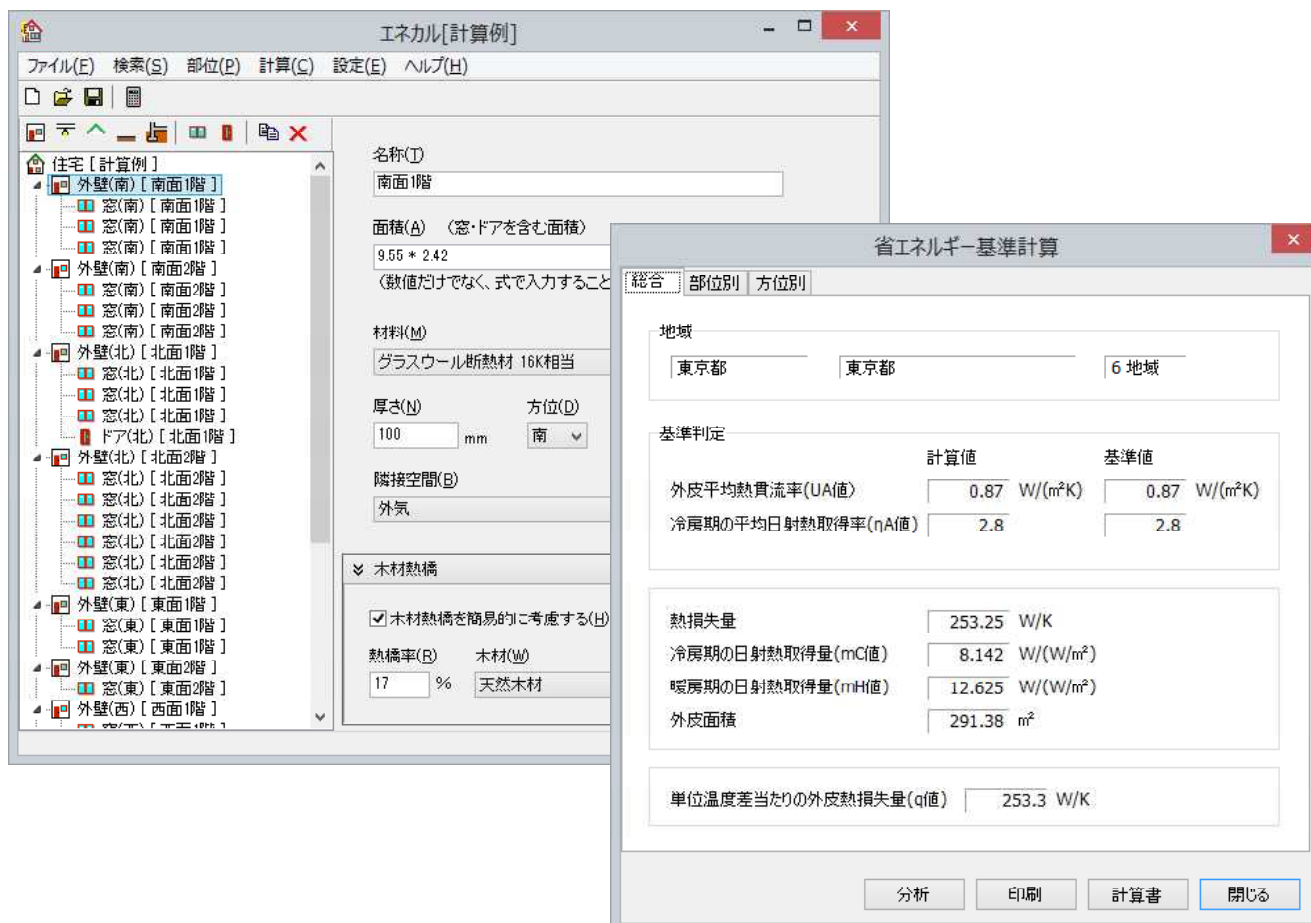 エネカル[計算例]
ファイル(F) 検索(S) 部位(P) 計算(C) 設定(E) ヘルプ(H)
住宅 [ 計算例 ]
外壁(南) [ 南面1階 ]
窓(南) [ 南面1階 ]
窓(南) [ 南面1階 ]
窓(南) [ 南面1階 ]
外壁(南) [ 南面2階 ]
窓(南) [ 南面2階 ]
窓(南) [ 南面2階 ]
窓(南) [ 南面2階 ]
外壁(北) [ 北面1階 ]
窓(北) [ 北面1階 ]
窓(北) [ 北面1階 ]
窓(北) [ 北面1階 ]
ドア(北) [ 北面1階 ]
外壁(北) [ 北面2階 ]
窓(北) [ 北面2階 ]
窓(北) [ 北面2階 ]
窓(北) [ 北面2階 ]
窓(北) [ 北面2階 ]
窓(北) [ 北面2階 ]
窓(北) [ 北面2階 ]
外壁(東) [ 東面1階 ]
窓(東) [ 東面1階 ]
窓(東) [ 東面1階 ]
外壁(東) [ 東面2階 ]
窓(東) [ 東面2階 ]
外壁(西) [ 西面1階 ]
名称(T)
南面1階
面積(A) (窓・ドアを含む面積)
9.55 * 2.42
(数値だけでなく、式で入力すること
材料(M)
グラスウール断熱材 16K相当
厚さ(N) 方位(D)
100 mm 南
隣接空間(B)
外気
木材熱橋
木材熱橋を簡易的に考慮する(H)
熱橋率(R) 木材(W)
17 % 天然木材
省エネルギー基準計算
総合 部位別 方位別
地域
東京都 東京都 6 地域
基準判定
計算値 基準値
外皮平均熱貫流率(UA値) 0.87 W/(m²K) 0.87 W/(m²K)
冷房期の平均日射熱取得率(ηA値) 2.8 2.8
熱損失量 253.25 W/K
冷房期の日射熱取得量(mC値) 8.142 W/(W/m²)
暖房期の日射熱取得量(mH値) 12.625 W/(W/m²)
外皮面積 291.38 m²
単位温度差当たりの外皮熱損失量(q値) 253.3 W/K
分析 印刷 計算書 閉じる